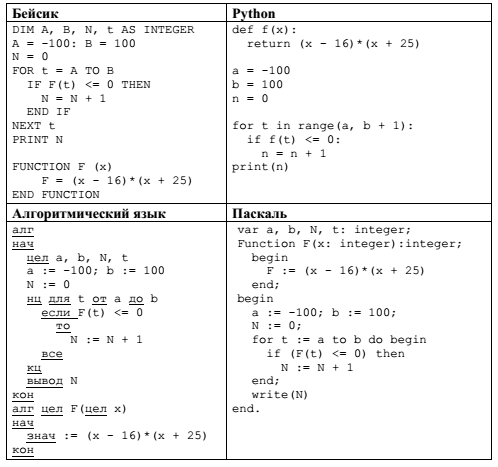 Бейсик
DIM A, B, N, t AS INTEGER
A = -100: B = 100
N = 0
FOR t = A TO B
  IF F(t) <= 0 THEN
    N = N + 1
  END IF
NEXT t
PRINT N

FUNCTION F (x)
    F = (x - 16)*(x + 25)
END FUNCTION
Python
def f(x):
  return (x - 16)*(x + 25)

a = -100
b = 100
n = 0

for t in range(a, b + 1):
  if f(t) <= 0:
    n = n + 1
print(n)
Алгоритмический язык
алг
нач
  цел a, b, N, t
  a := -100; b := 100
  N := 0
  нц для t от a до b
    если F(t) <= 0
      то
        N := N + 1
    все
  кц
  вывод N
кон
алг цел F(цел x)
нач
  знач := (x - 16)*(x + 25)
кон
Паскаль
var a, b, N, t: integer;
Function F(x: integer):integer;
  begin
    F := (x - 16)*(x + 25)
  end;
begin
  a := -100; b := 100;
  N := 0;
  for t := a to b do begin
    if (F(t) <= 0) then
      N := N + 1
  end;
  write(N)
end.